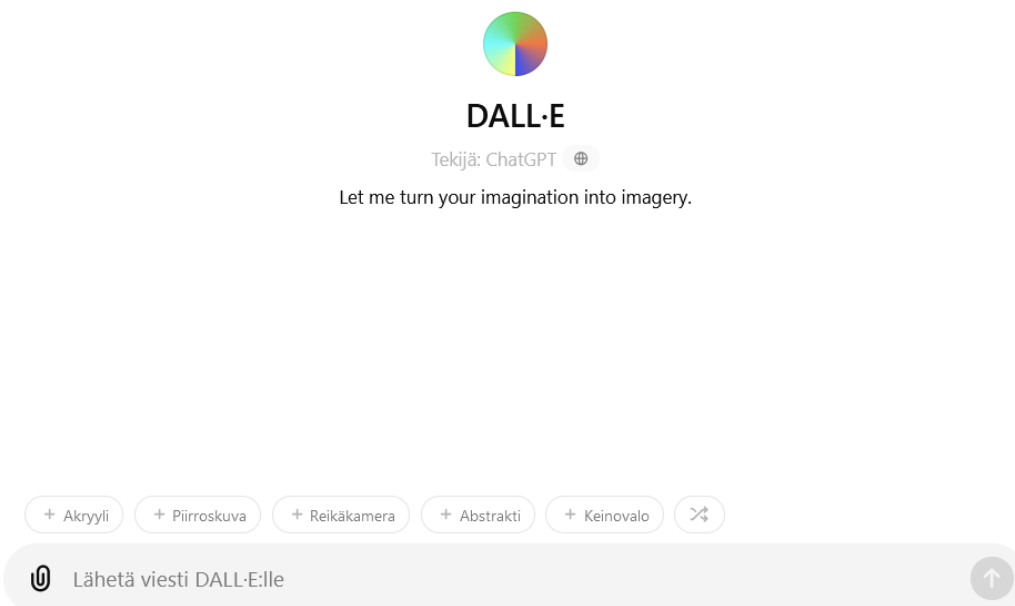 DALL·E
Tekijä: ChatGPT
Let me turn your imagination into imagery.
+ Akryyli + Piirroskuva + Reikäkamera + Abstrakti + Keinovalo
Lähetä viesti DALL·E:lle